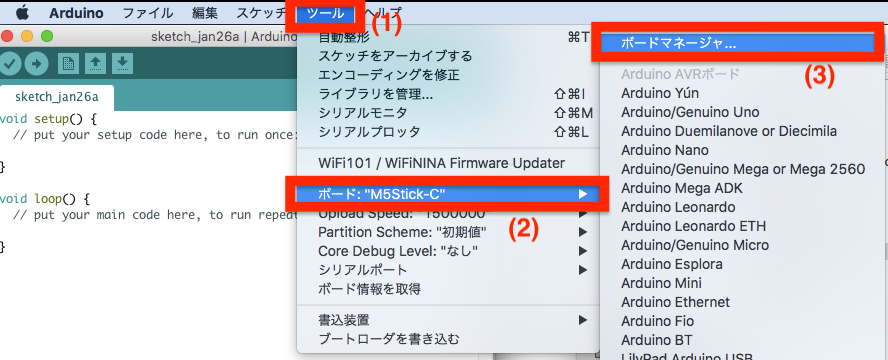 Arduino ファイル 編集 スケッチ ツール ヘルプ
(1)
sketch_jan26a | Arduino
sketch_jan26a
void setup() {
// put your setup code here, to run once:
}
void loop() {
// put your main code here, to run repeat
}
自動整形 ⌘T
スケッチをアーカイブする
エンコーディングを修正
ライブラリを管理... ⇧⌘I
シリアルモニタ ⇧⌘M
シリアルプロッタ ⇧⌘L
WiFi101 / WiFiNINA Firmware Updater
ボード: "M5Stick-C"
(2)
Upload Speed: "1500000"
Partition Scheme: "初期値"
Core Debug Level: "なし"
シリアルポート
ボード情報を取得
書込装置
ブートローダを書き込む
ボードマネージャ...
(3)
Arduino AVRボード
Arduino Yún
Arduino/Genuino Uno
Arduino Duemilanove or Diecimila
Arduino Nano
Arduino/Genuino Mega or Mega 2560
Arduino Mega ADK
Arduino Leonardo
Arduino Leonardo ETH
Arduino/Genuino Micro
Arduino Esplora
Arduino Mini
Arduino Ethernet
Arduino Fio
Arduino BT
LilyPad Arduino USB